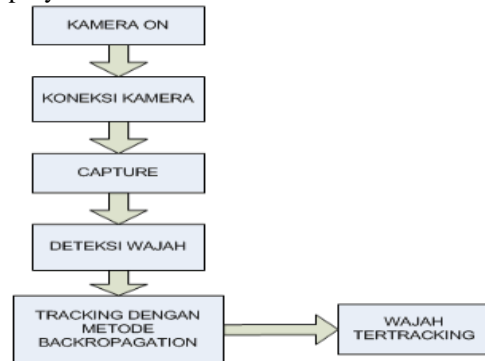 KAMERA ON
KONEKSI KAMERA
CAPTURE
DETEKSI WAJAH
TRACKING DENGAN
METODE
BACKROPAGATION
WAJAH
TERTRACKING